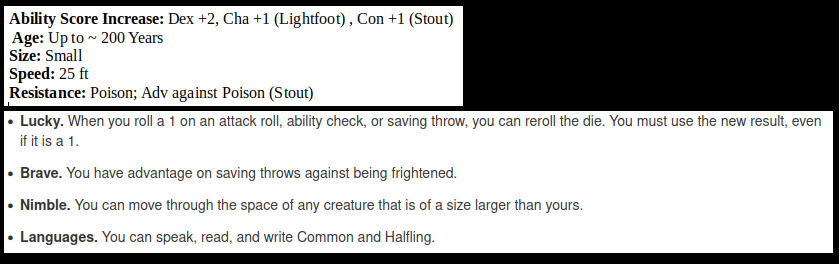 Ability Score Increase: Dex +2, Cha +1 (Lightfoot) , Con +1 (Stout)
Age: Up to ~ 200 Years
Size: Small
Speed: 25 ft
Resistance: Poison; Adv against Poison (Stout)
• Lucky. When you roll a 1 on an attack roll, ability check, or saving throw, you can reroll the die. You must use the new result, even
if it is a 1.
• Brave. You have advantage on saving throws against being frightened.
• Nimble. You can move through the space of any creature that is of a size larger than yours.
• Languages. You can speak, read, and write Common and Halfling.